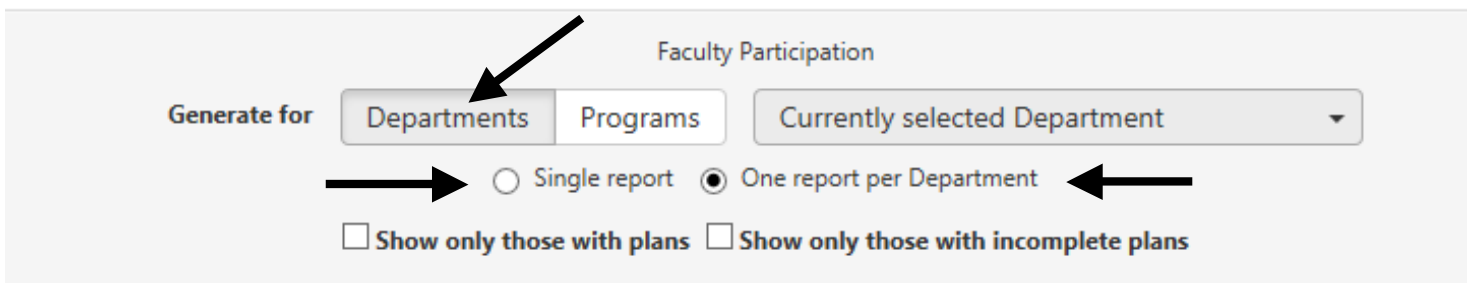 Faculty Participation
Generate for Departments Programs Currently selected Department
Single report One report per Department
Show only those with plans Show only those with incomplete plans